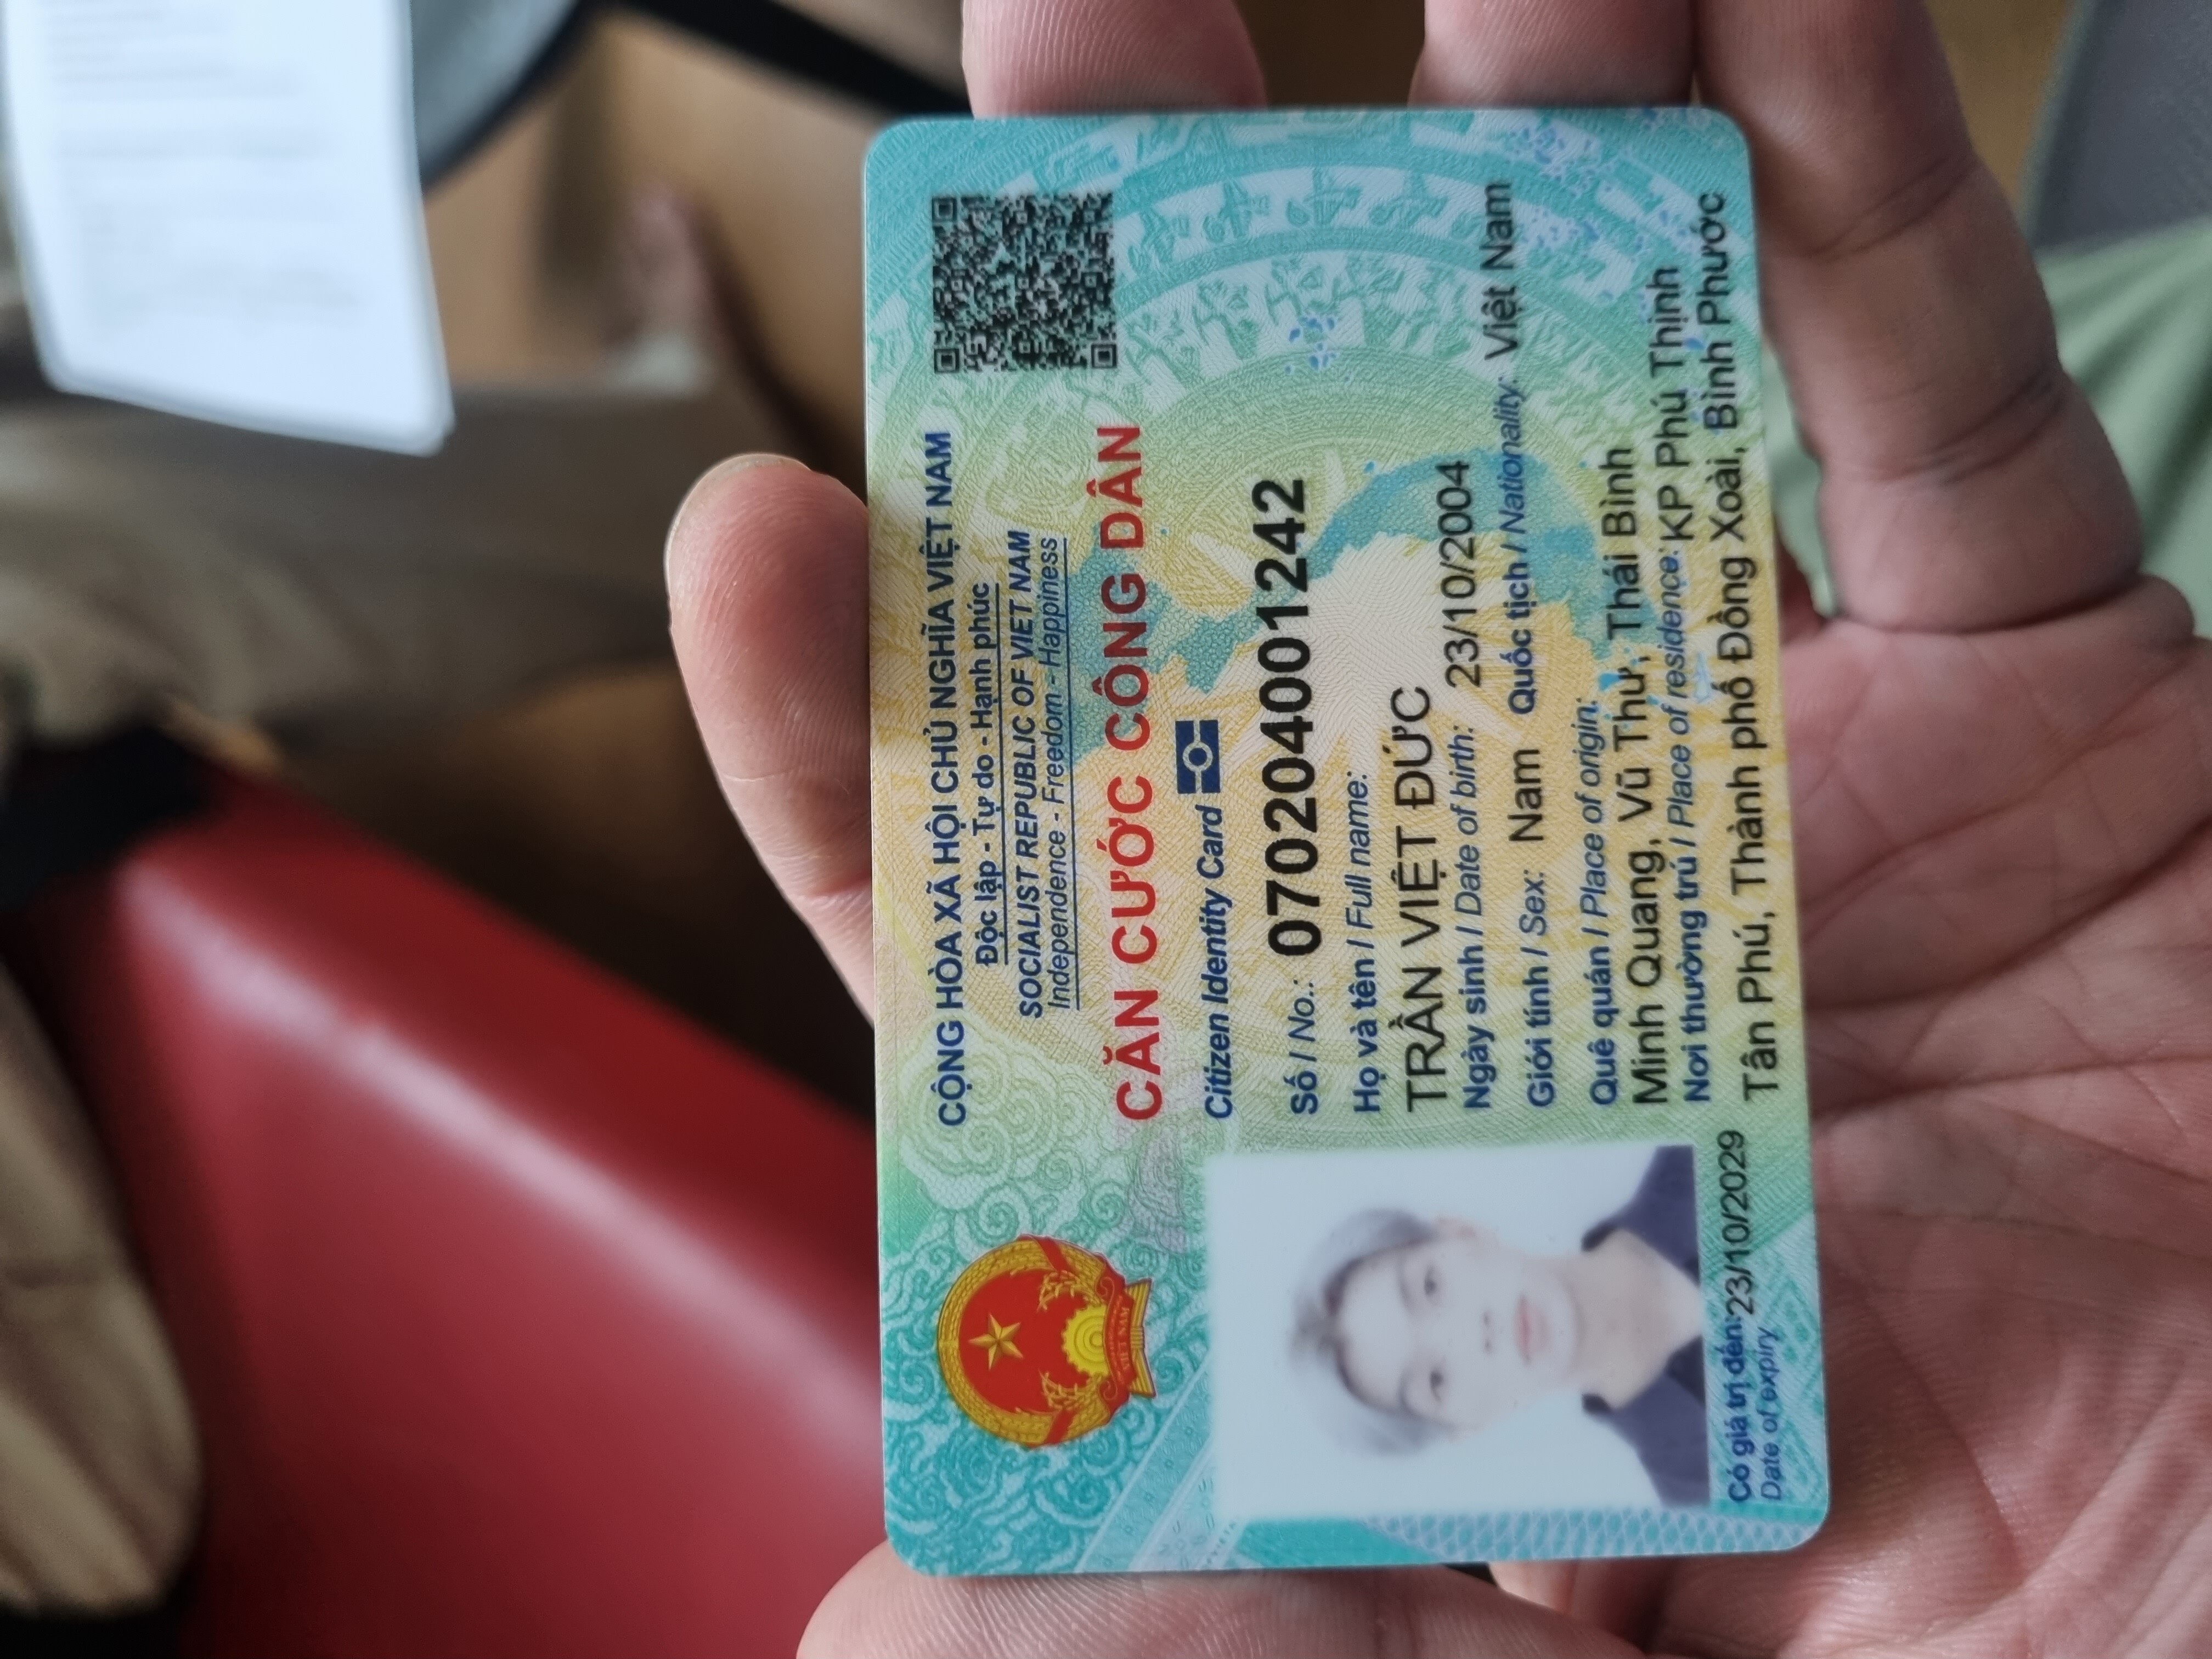 CỘNG HÒA XÃ HỘI CHỦ NGHĨA VIỆT NAM
Độc lập - Tự do - Hạnh phúc
SOCIALIST REPUBLIC OF VIET NAM
Independence - Freedom - Happiness
CĂN CƯỚC CÔNG DÂN
Citizen Identity Card
Số / No.: 070204001242
Họ và tên / Full name:
TRẦN VIỆT ĐỨC
Ngày sinh / Date of birth: 23/10/2004
Giới tính / Sex: Nam Quốc tịch / Nationality: Việt Nam
Quê quán / Place of origin:
Minh Quang, Vũ Thư, Thái Bình
Nơi thường trú / Place of residence: KP Phú Thịnh
Tân Phú, Thành phố Đồng Xoài, Bình Phước
Có giá trị đến: 23/10/2029
Date of expiry
VIỆT NAM